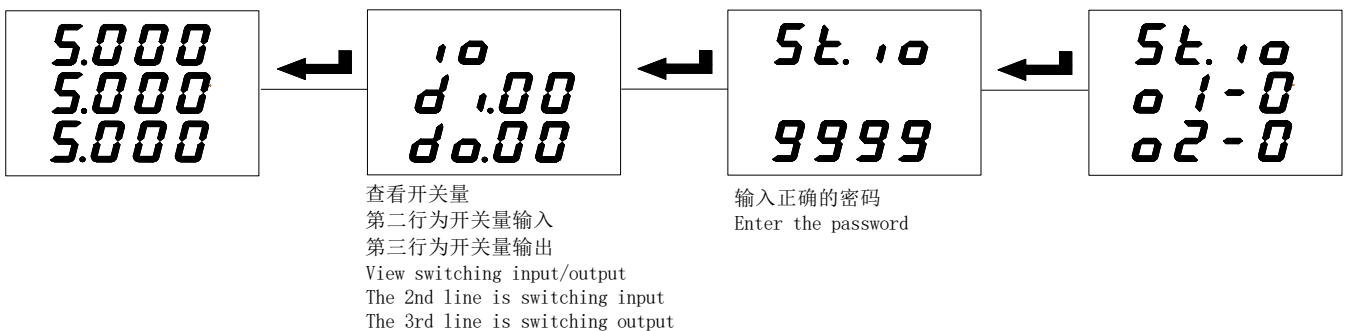 5.000
5.000
5.000
io
di.00
do.00
St.io
9999
St.io
o1-0
o2-0
查看开关量
第二行为开关量输入
第三行为开关量输出
View switching input/output
The 2nd line is switching input
The 3rd line is switching output
输入正确的密码
Enter the password